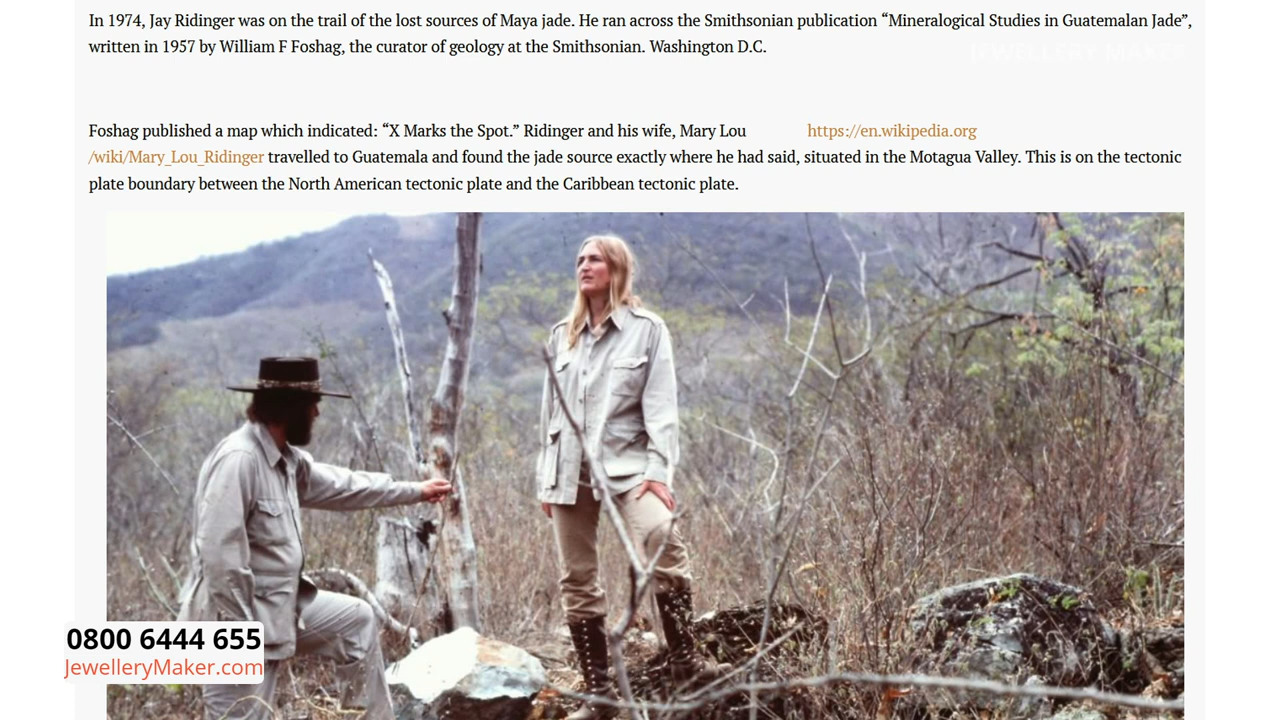 In 1974, Jay Ridinger was on the trail of the lost sources of Maya jade. He ran across the Smithsonian publication “Mineralogical Studies in Guatemalan Jade”,
written in 1957 by William F Foshag, the curator of geology at the Smithsonian. Washington D.C.
JEWELLERY MAKER
Foshag published a map which indicated: “X Marks the Spot.” Ridinger and his wife, Mary Lou https://en.wikipedia.org
/wiki/Mary_Lou_Ridinger travelled to Guatemala and found the jade source exactly where he had said, situated in the Motagua Valley. This is on the tectonic
plate boundary between the North American tectonic plate and the Caribbean tectonic plate.
0800 6444 655
JewelleryMaker.com